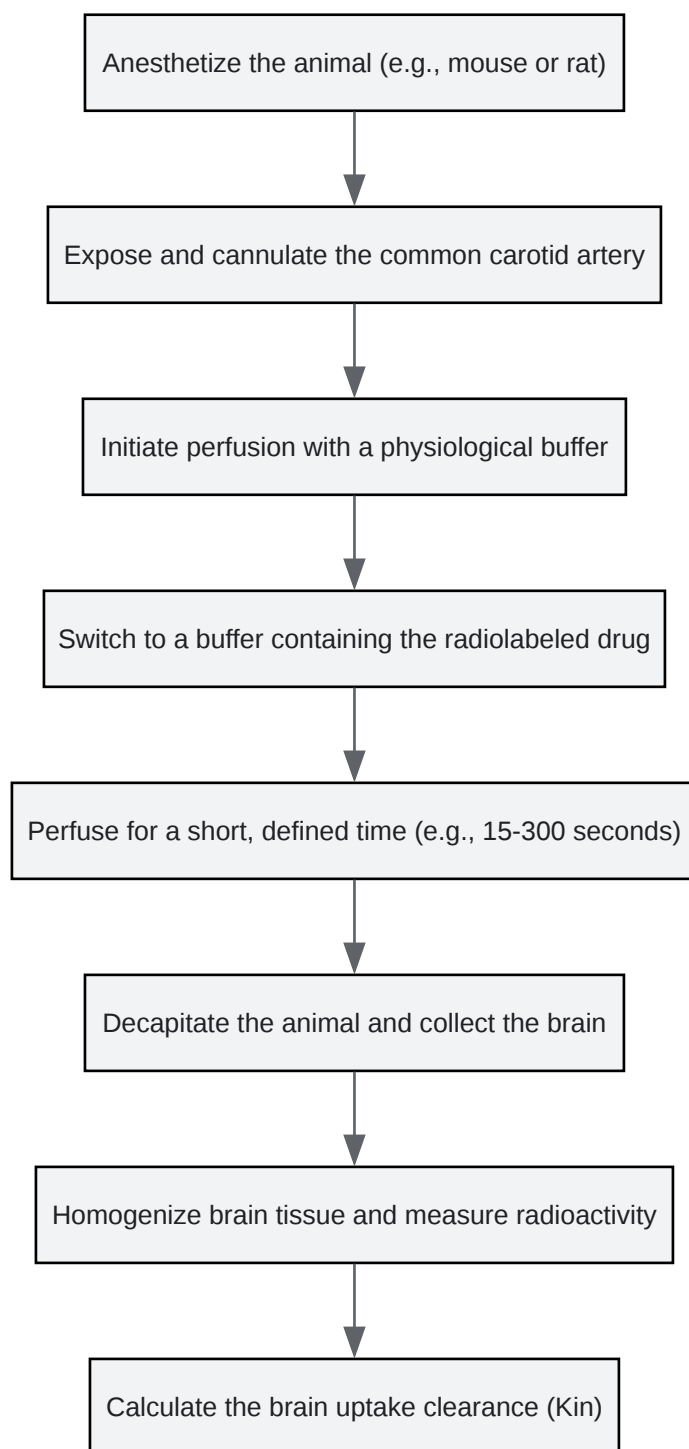 Anesthetize the animal (e.g., mouse or rat)
Expose and cannulate the common carotid artery
Initiate perfusion with a physiological buffer
Switch to a buffer containing the radiolabeled drug
Perfuse for a short, defined time (e.g., 15-300 seconds)
Decapitate the animal and collect the brain
Homogenize brain tissue and measure radioactivity
Calculate the brain uptake clearance (Kin)